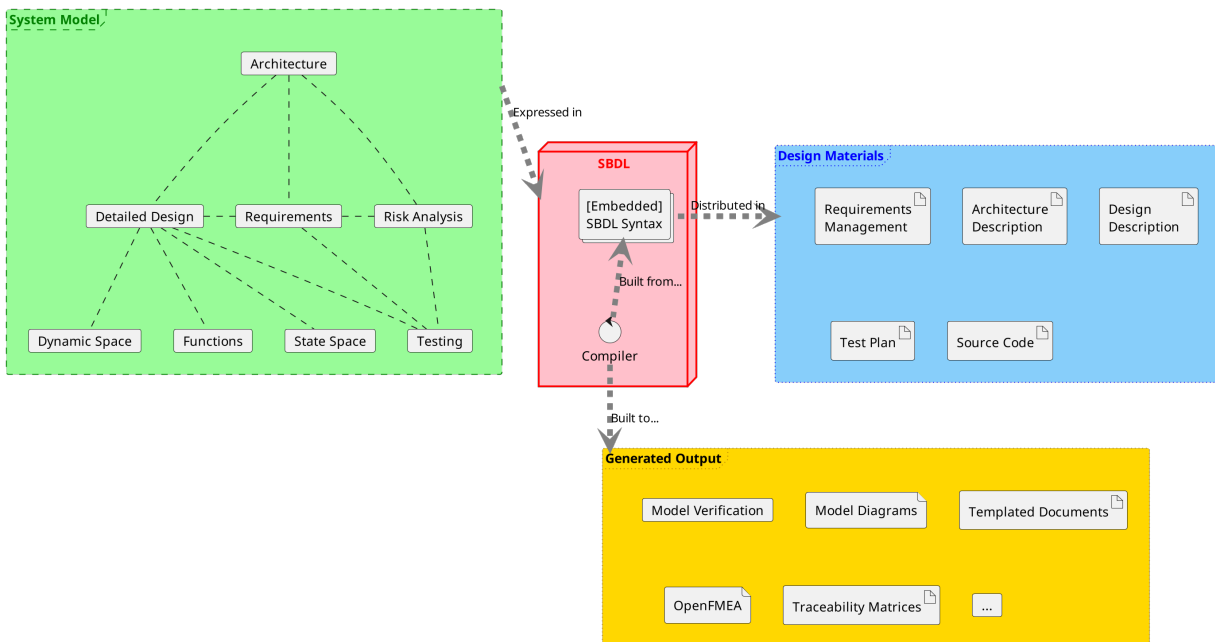 System Model
Architecture
Expressed in
SBDL
Design Materials
[Embedded]
SBDL Syntax
Distributed in
Requirements
Management
Architecture
Description
Design
Description
Detailed Design
Requirements
Risk Analysis
Built from...
Dynamic Space
Functions
State Space
Testing
Compiler
Test Plan
Source Code
Built to...
Generated Output
Model Verification
Model Diagrams
Templated Documents
OpenFMEA
Traceability Matrices
...